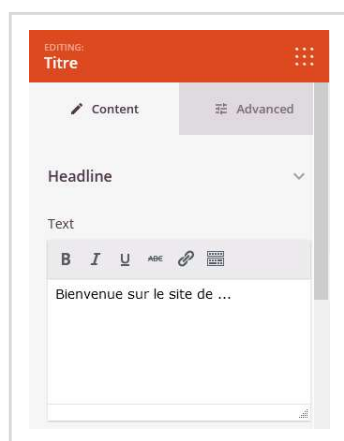 EDITING:
Titre
Content Advanced
Headline
Text
B I U ABC
Bienvenue sur le site de ...